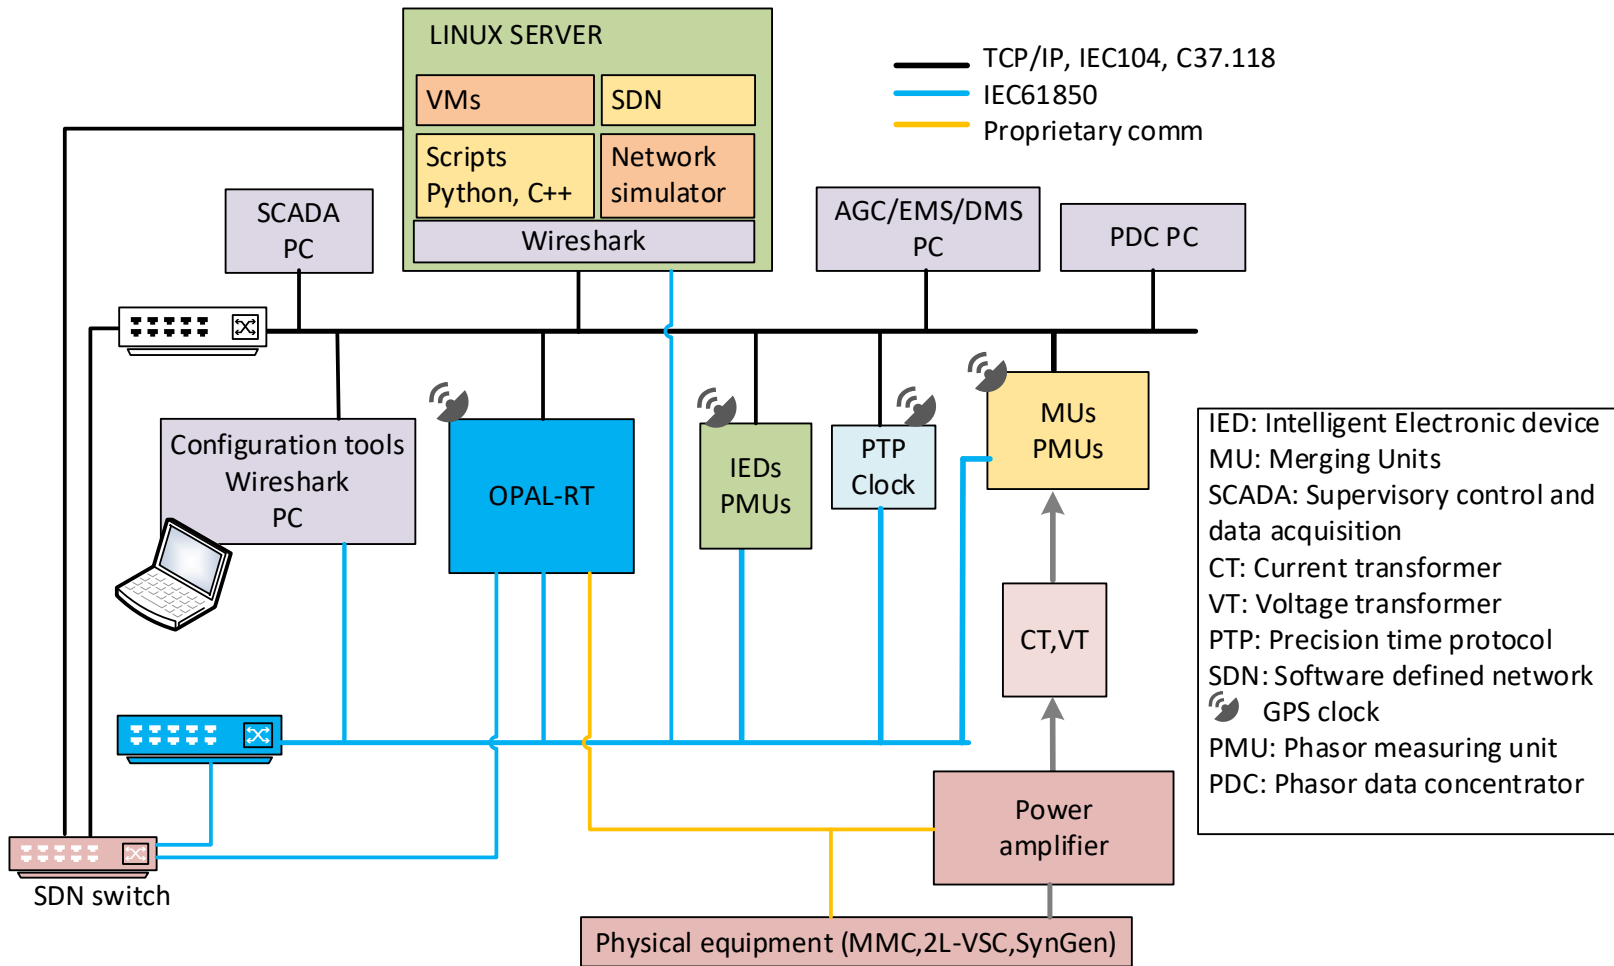 LINUX SERVER
VMs
SDN
Scripts
Python, C++
Network
simulator
Wireshark
TCP/IP, IEC104, C37.118
IEC61850
Proprietary comm
SCADA
PC
AGC/EMS/DMS
PC
PDC PC
Configuration tools
Wireshark
PC
OPAL-RT
IEDs
PMUs
PTP
Clock
MUs
PMUs
CT,VT
Power
amplifier
SDN switch
Physical equipment (MMC,2L-VSC,SynGen)
IED: Intelligent Electronic device
MU: Merging Units
SCADA: Supervisory control and
data acquisition
CT: Current transformer
VT: Voltage transformer
PTP: Precision time protocol
SDN: Software defined network
GPS clock
PMU: Phasor measuring unit
PDC: Phasor data concentrator